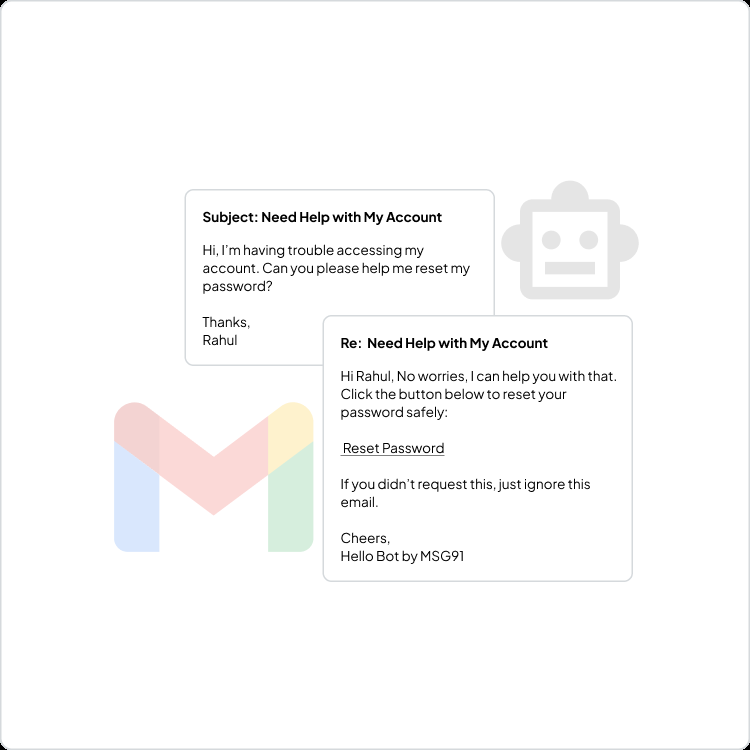 Subject: Need Help with My Account
Hi, I’m having trouble accessing my
account. Can you please help me reset my
password?
Thanks,
Rahul
Re: Need Help with My Account
Hi Rahul, No worries, I can help you with that.
Click the button below to reset your
password safely:
Reset Password
If you didn’t request this, just ignore this
email.
Cheers,
Hello Bot by MSG91